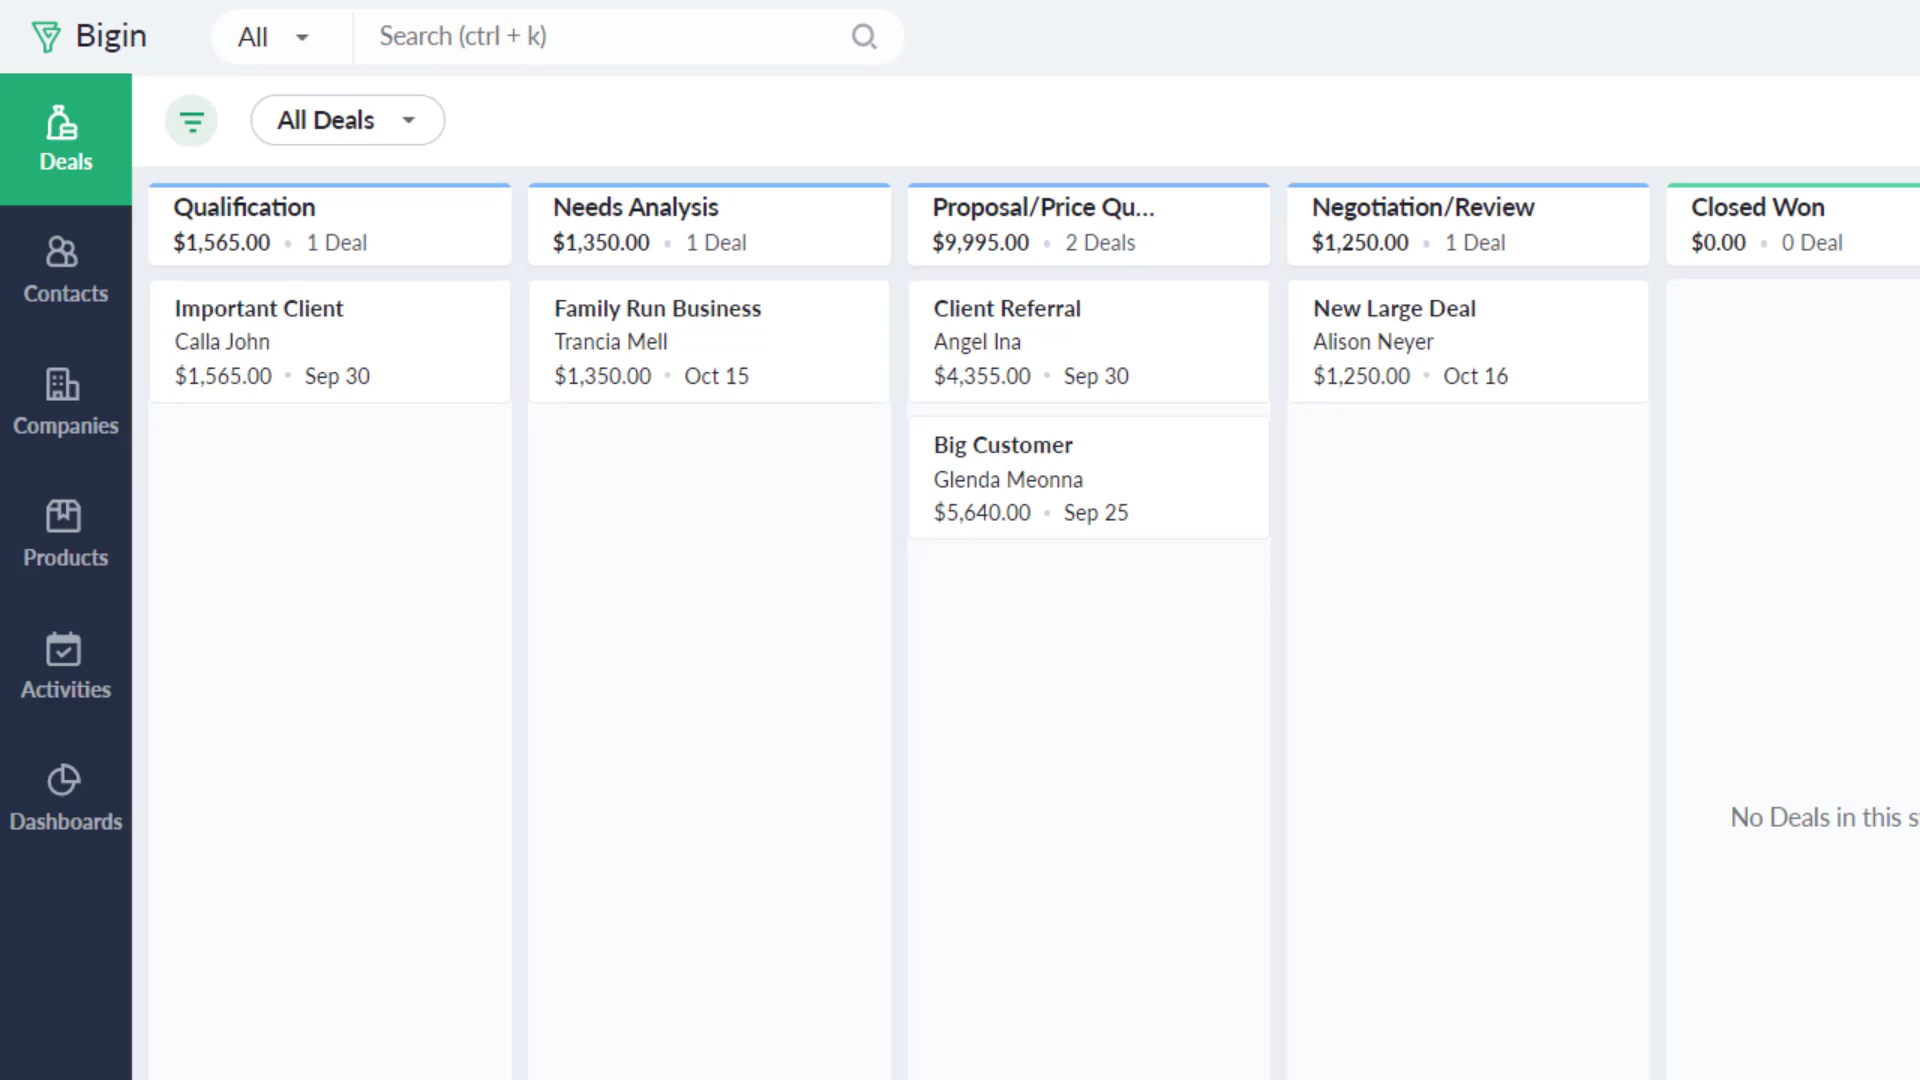 Bigin
All
Search (ctrl + k)
All Deals
Deals
Contacts
Companies
Products
Activities
Dashboards
Qualification
$1,565.00 • 1 Deal
Important Client
Calla John
$1,565.00 • Sep 30
Needs Analysis
$1,350.00 • 1 Deal
Family Run Business
Trancia Mell
$1,350.00 • Oct 15
Proposal/Price Qu...
$9,995.00 • 2 Deals
Client Referral
Angel Ina
$4,355.00 • Sep 30
Big Customer
Glenda Meonna
$5,640.00 • Sep 25
Negotiation/Review
$1,250.00 • 1 Deal
New Large Deal
Alison Neyer
$1,250.00 • Oct 16
Closed Won
$0.00 • 0 Deal
No Deals in this